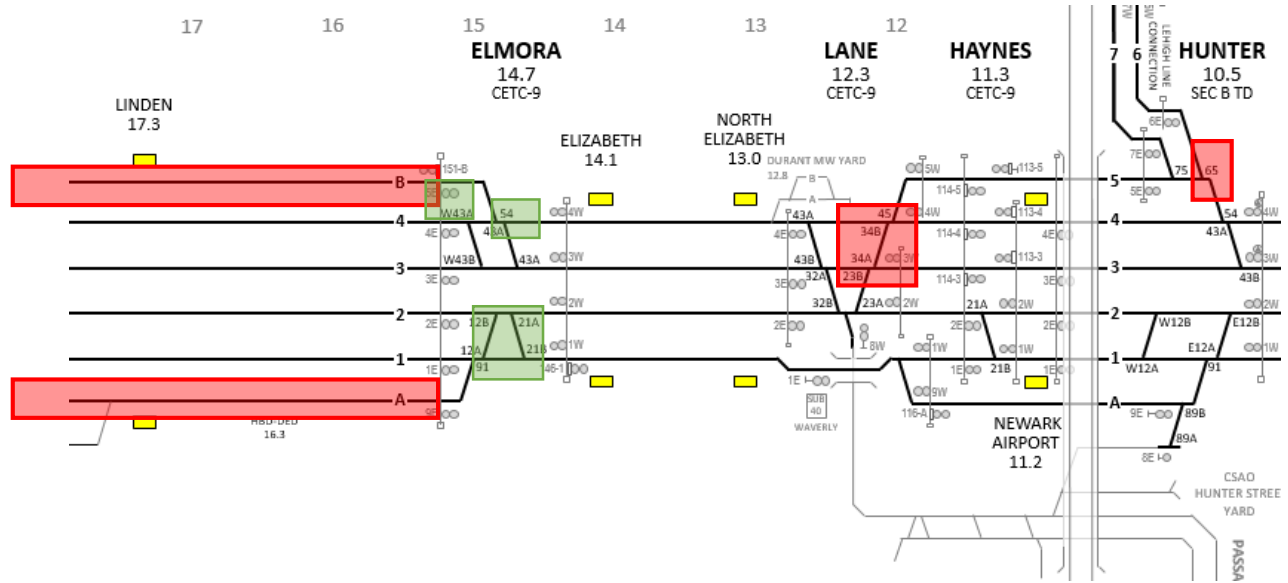 17
16
15
14
13
12
ELMORA
14.7
CETC-9
LANE
12.3
CETC-9
HAYNES
11.3
CETC-9
HUNTER
10.5
SEC B TD
7
6
5W
7W
LEHIGH LINE
CONNECTION
LINDEN
17.3
ELIZABETH
14.1
NORTH
ELIZABETH
13.0
DURANT MW YARD
12.8
B
A
6E
7E
75
65
151-B
5W
113-5
B
5E
5
114-5
5E
W43A
54
4W
43A
45
4W
113-4
54
4W
4
43A
4
43A
4E
4E
34B
114-4
4E
W43B
43A
3W
43B
34A
3W
113-3
3W
3
32A
23B
3
43B
3E
3E
114-3
3E
2W
32B
23A
2W
21A
2W
2W
2
12B
21A
2
W12B
E12B
2E
2E
2E
2E
12A
21B
1W
8W
1W
1W
E12A
1W
1
91
1
W12A
91
1E
146-1
1E
1E
21B
1E
A
SUB
40
WAVERLY
9W
A
9E
116-A
9E
89B
HBD-DED
16.3
NEWARK
AIRPORT
11.2
89A
8E
CSAO
HUNTER STREE
YARD
PASSA